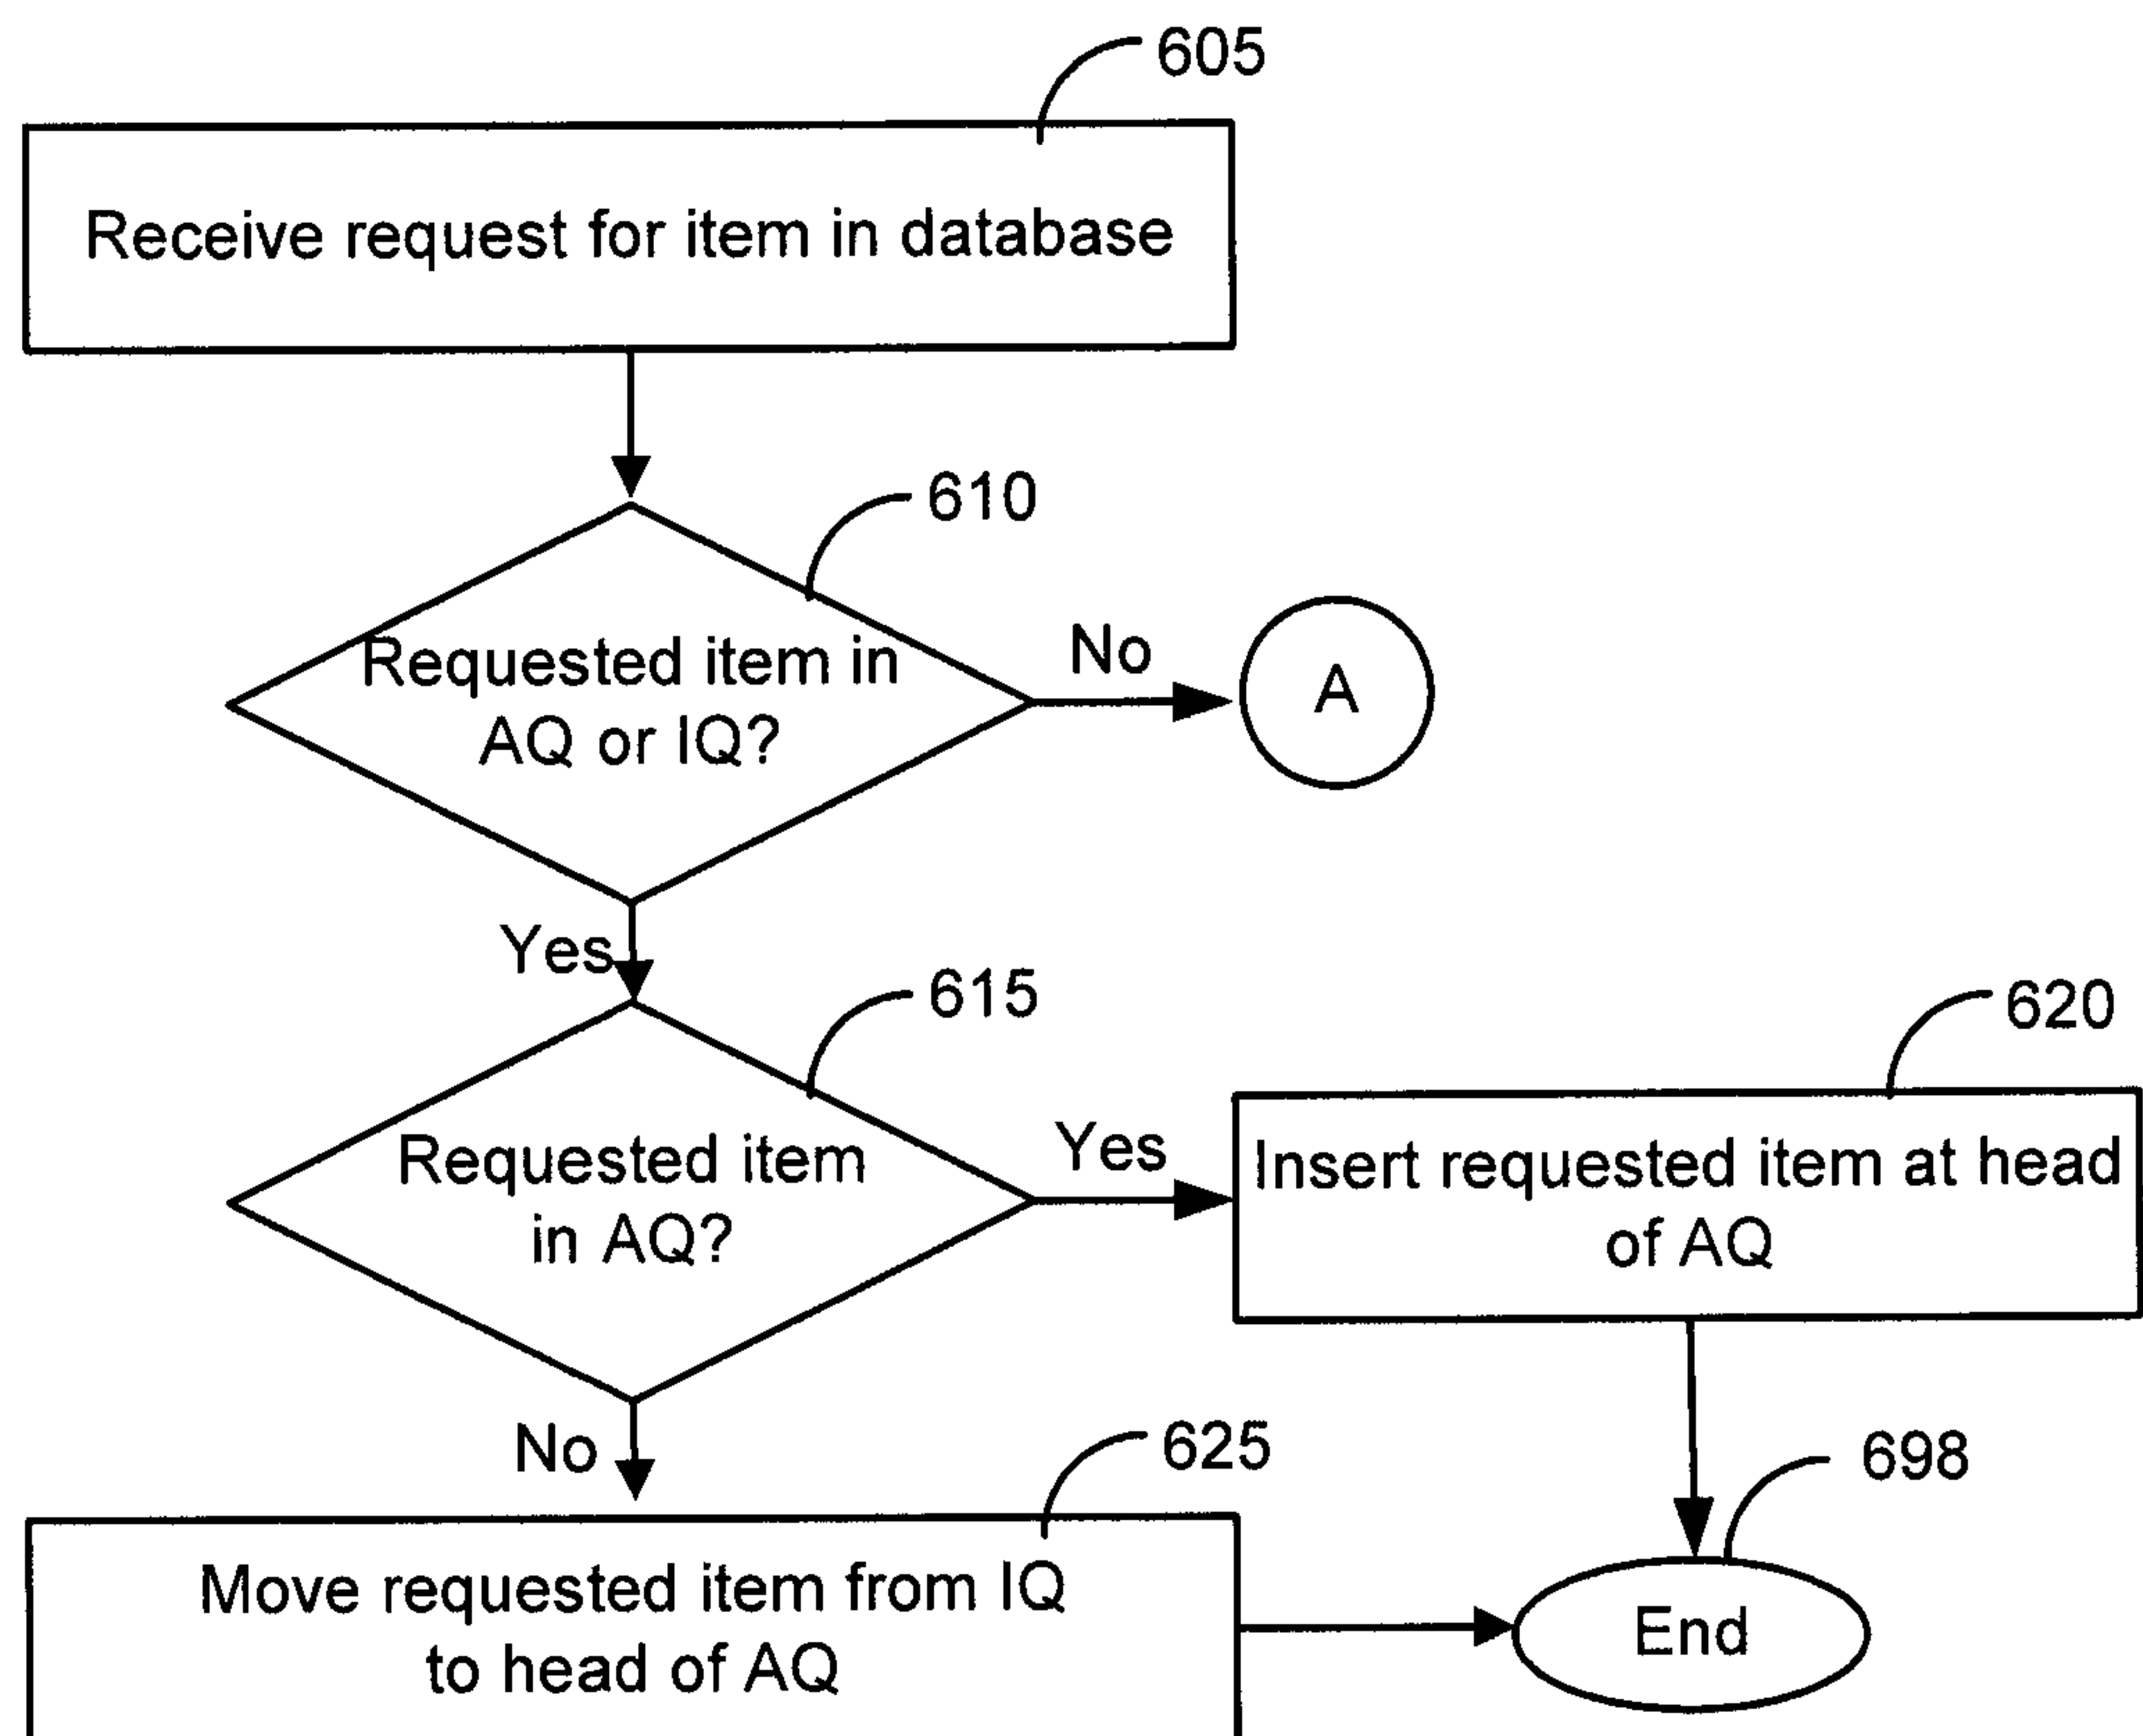 605
Receive request for item in database
610
Requested item in
AQ or IQ?
No
A
Yes
615
Requested item
in AQ?
Yes
620
Insert requested item at head
of AQ
No
625
Move requested item from IQ
to head of AQ
698
End